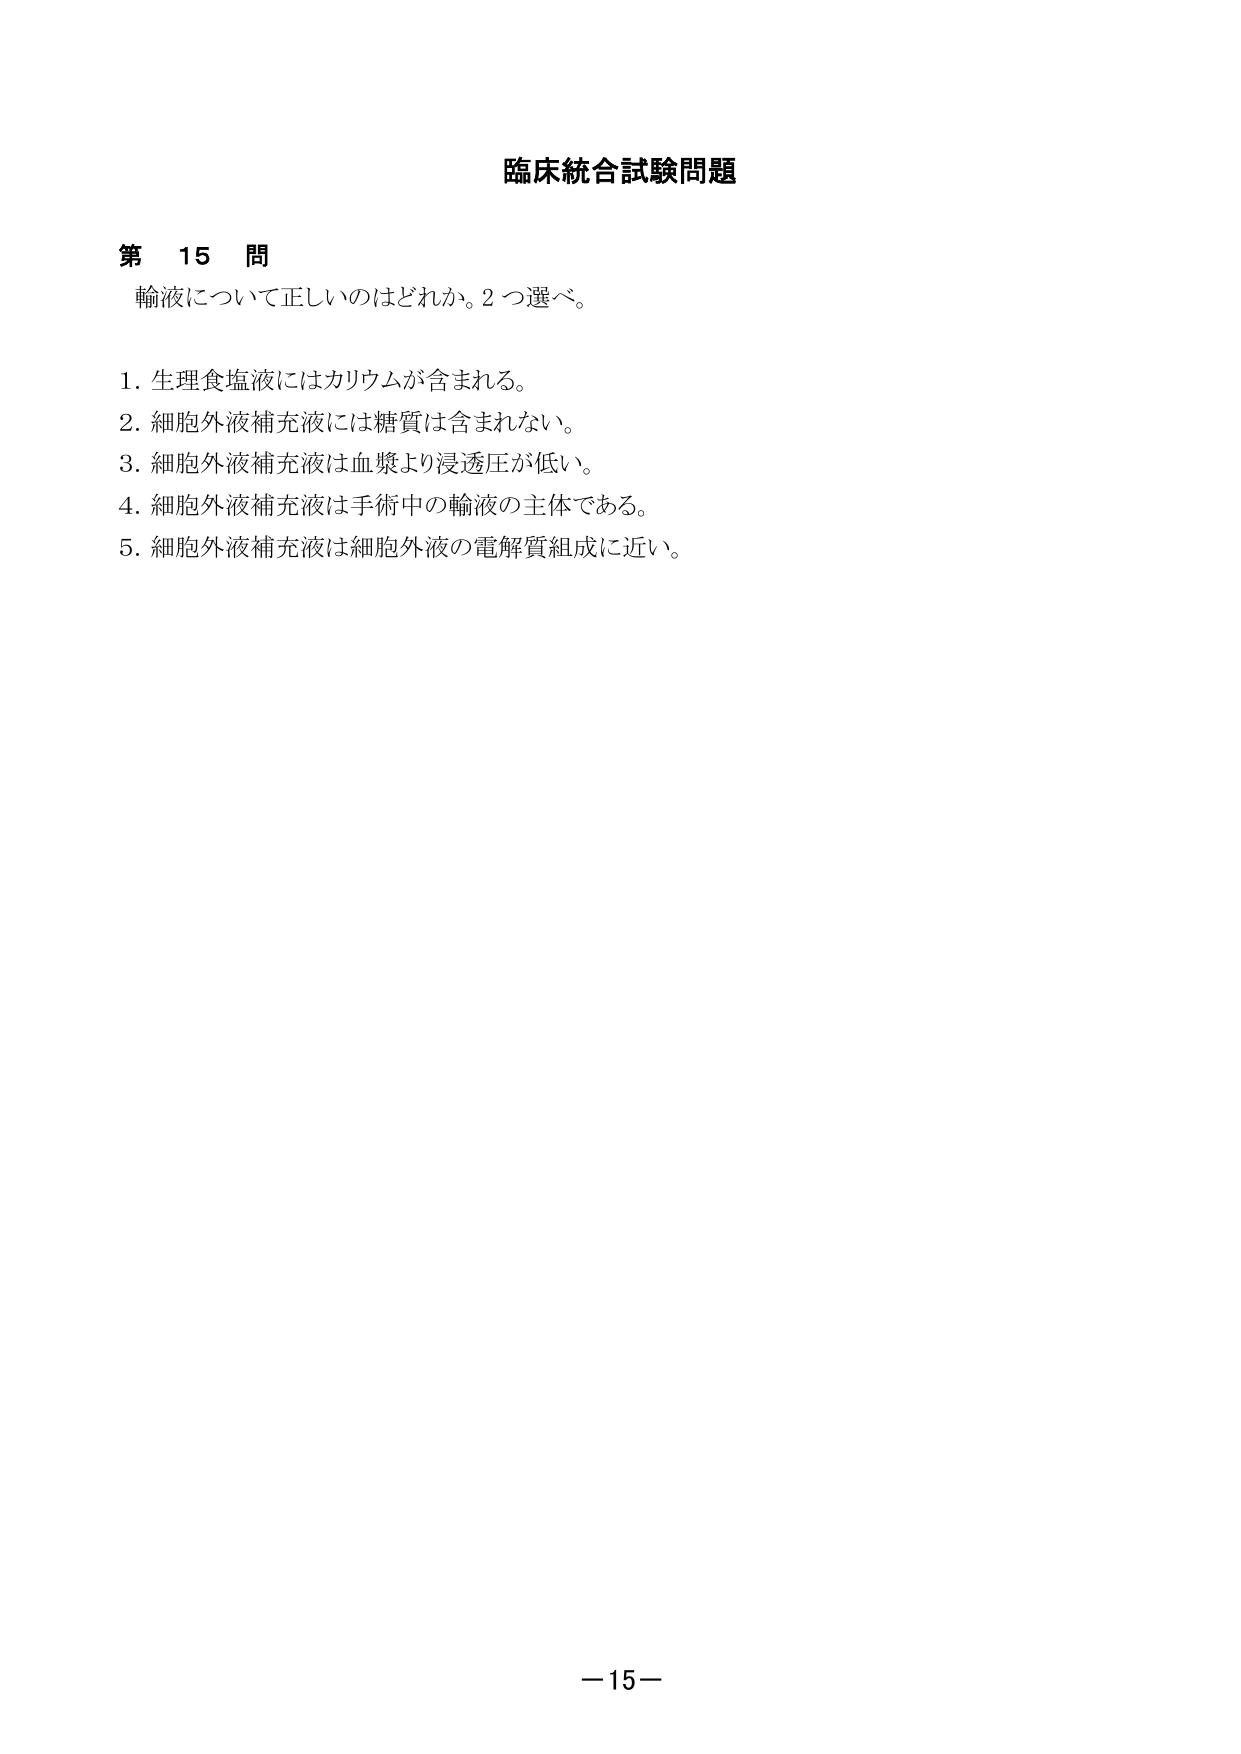 臨床統合試験問題
第 15 問
輸液について正しいのはどれか。2 つ選べ。
1. 生理食塩液にはカリウムが含まれる。
2. 細胞外液補充液には糖質は含まれない。
3. 細胞外液補充液は血漿より浸透圧が低い。
4. 細胞外液補充液は手術中の輸液の主体である。
5. 細胞外液補充液は細胞外液の電解質組成に近い。
－15－